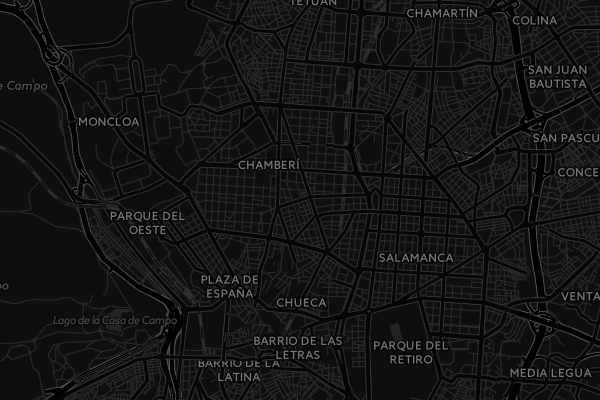 TETUÁN
CHAMARTÍN
COLINA
SAN JUAN
BAUTISTA
e Campo
MONCLOA
SAN PASCU
CHAMBERÍ
CONCE
PARQUE DEL
OESTE
SALAMANCA
PLAZA DE
ESPAÑA
po
VENTA
CHUECA
Lago de la Casa de Campo
BARRIO DE LAS
LETRAS
PARQUE DEL
RETIRO
BARRIO DE LA
LATINA
MEDIA LEGUA